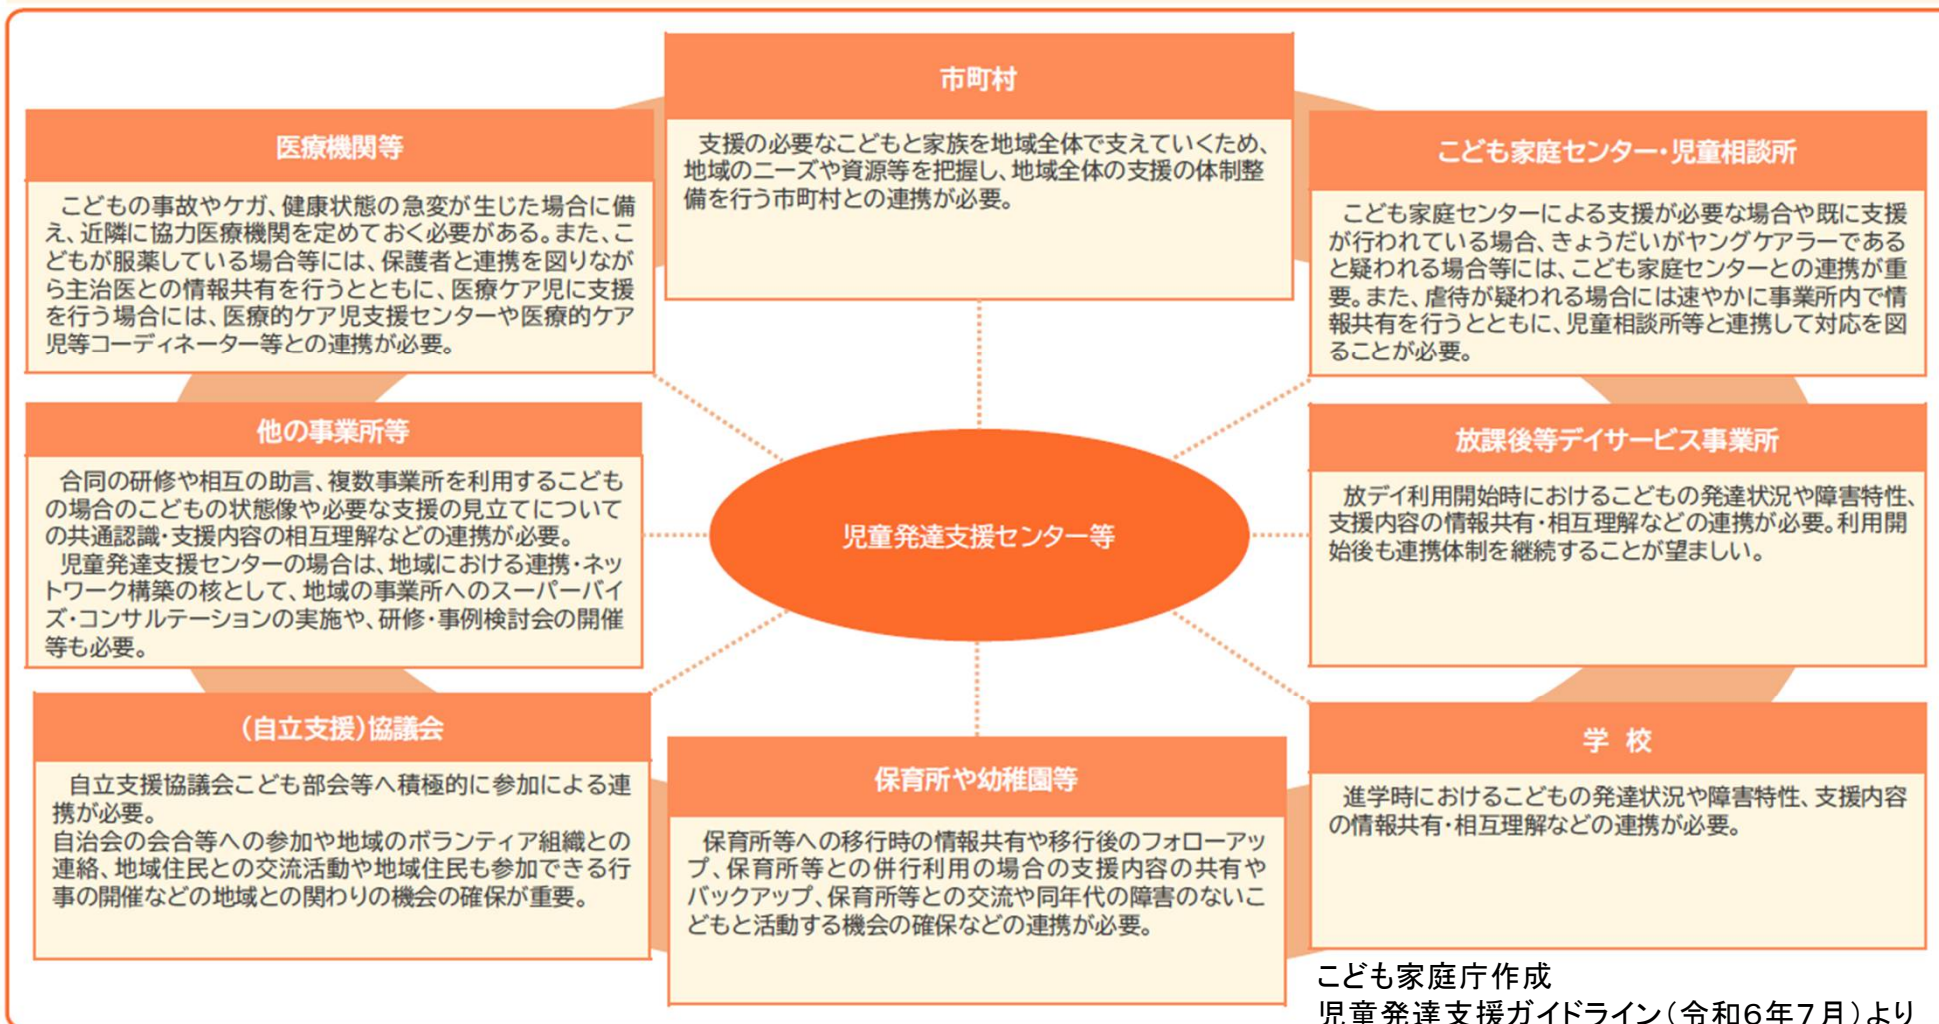 市町村
支援の必要なこどもと家族を地域全体で支えていくため、
地域のニーズや資源等を把握し、地域全体の支援の体制整
備を行う市町村との連携が必要。
医療機関等
こどもの事故やケガ、健康状態の急変が生じた場合に備
え、近隣に協力医療機関を定めておく必要がある。また、こ
どもが服薬している場合等には、保護者と連携を図りなが
ら主治医との情報共有を行うとともに、医療ケア児に支援
を行う場合には、医療的ケア児支援センターや医療的ケア
児等コーディネーター等との連携が必要。
こども家庭センター・児童相談所
こども家庭センターによる支援が必要な場合や既に支援
が行われている場合、きょうだいがヤングケアラーである
と疑われる場合等には、こども家庭センターとの連携が重
要。また、虐待が疑われる場合には速やかに事業所内で情
報共有を行うとともに、児童相談所等と連携して対応を図
ることが必要。
他の事業所等
合同の研修や相互の助言、複数事業所を利用するこども
の場合のこどもの状態像や必要な支援の見立てについて
の共通認識・支援内容の相互理解などの連携が必要。
児童発達支援センターの場合は、地域における連携・ネッ
トワーク構築の核として、地域の事業所へのスーパーバイ
ズ・コンサルテーションの実施や、研修・事例検討会の開催
等も必要。
児童発達支援センター等
放課後等デイサービス事業所
放デイ利用開始時におけるこどもの発達状況や障害特性、
支援内容の情報共有・相互理解などの連携が必要。利用開
始後も連携体制を継続することが望ましい。
(自立支援)協議会
自立支援協議会こども部会等へ積極的に参加による連
携が必要。
自治会の会合等への参加や地域のボランティア組織との
連絡、地域住民との交流活動や地域住民も参加できる行
事の開催などの地域との関わりの機会の確保が重要。
保育所や幼稚園等
保育所等への移行時の情報共有や移行後のフォローアッ
プ、保育所等との併行利用の場合の支援内容の共有や
バックアップ、保育所等との交流や同年代の障害のないこ
どもと活動する機会の確保などの連携が必要。
学 校
進学時におけるこどもの発達状況や障害特性、支援内容
の情報共有・相互理解などの連携が必要。
こども家庭庁作成
児童発達支援ガイドライン(令和6年7月)より